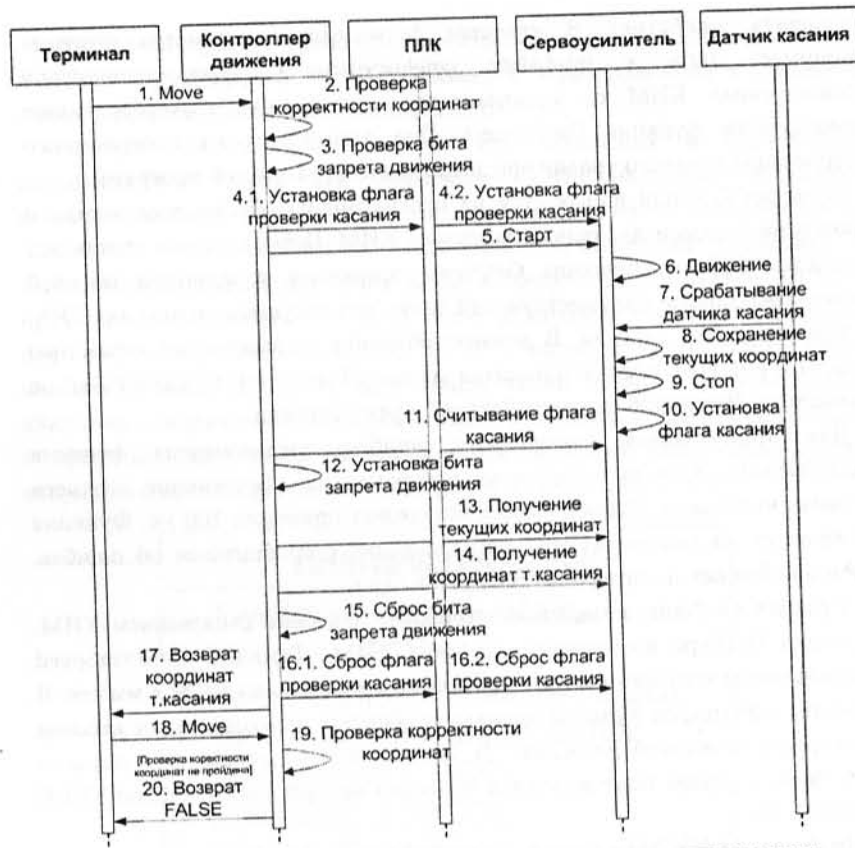 Терминал
Контроллер
движения
ПЛК
Сервоусилитель
Датчик касания
1. Move
2. Проверка
корректности координат
3. Проверка бита
запрета движения
4.1. Установка флага
проверки касания
4.2. Установка флага
проверки касания
5. Старт
6. Движение
7. Срабатывание
датчика касания
8. Сохранение
текущих координат
9. Стоп
10. Установка
флага касания
11. Считывание флага
касания
12. Установка бита
запрета движения
13. Получение
текущих координат
14. Получение
координат т.касания
15. Сброс бита
запрета движения
16.1. Сброс флага
проверки касания
16.2. Сброс флага
проверки касания
17. Возврат
координат
т.касания
18. Move
19. Проверка корректности
координат
[Проверка коректности
координат не пройдина]
20. Возврат
FALSE